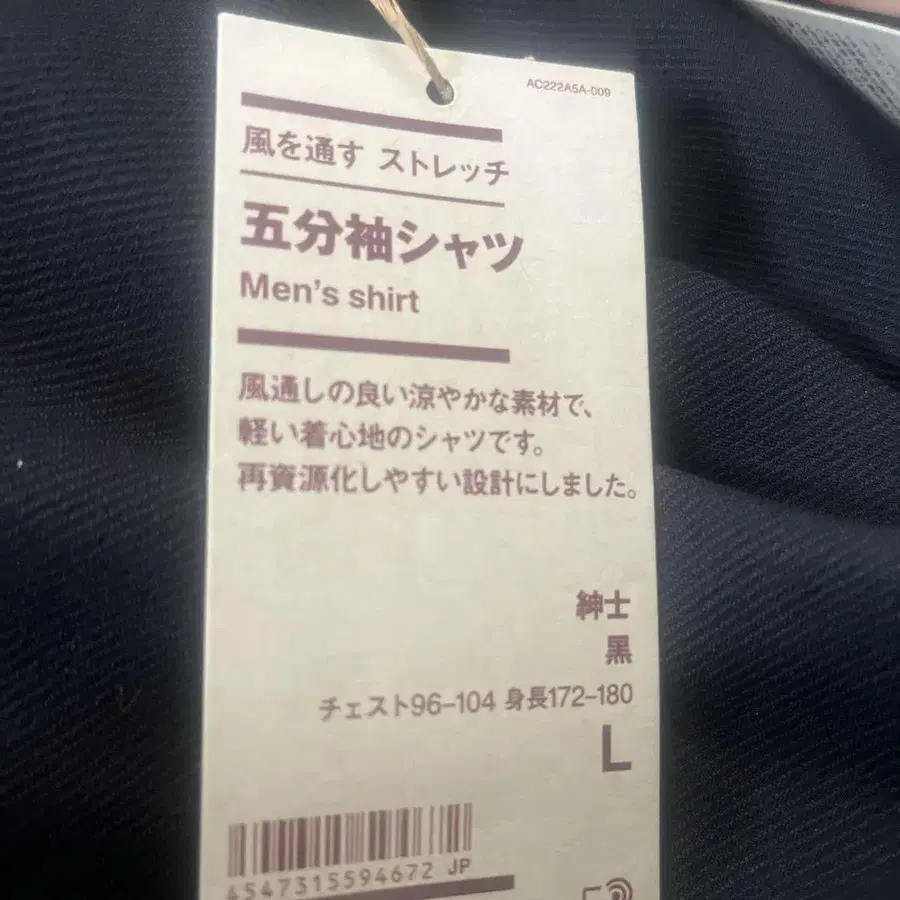 AC222A5A-009
風を通す ストレッチ
五分袖シャツ
Men's shirt
風通しの良い涼やかな素材で、
軽い着心地のシャツです。
再資源化しやすい設計にしました。
紳士
黒
チェスト96-104 身長172-180
L
4547315594672 JP